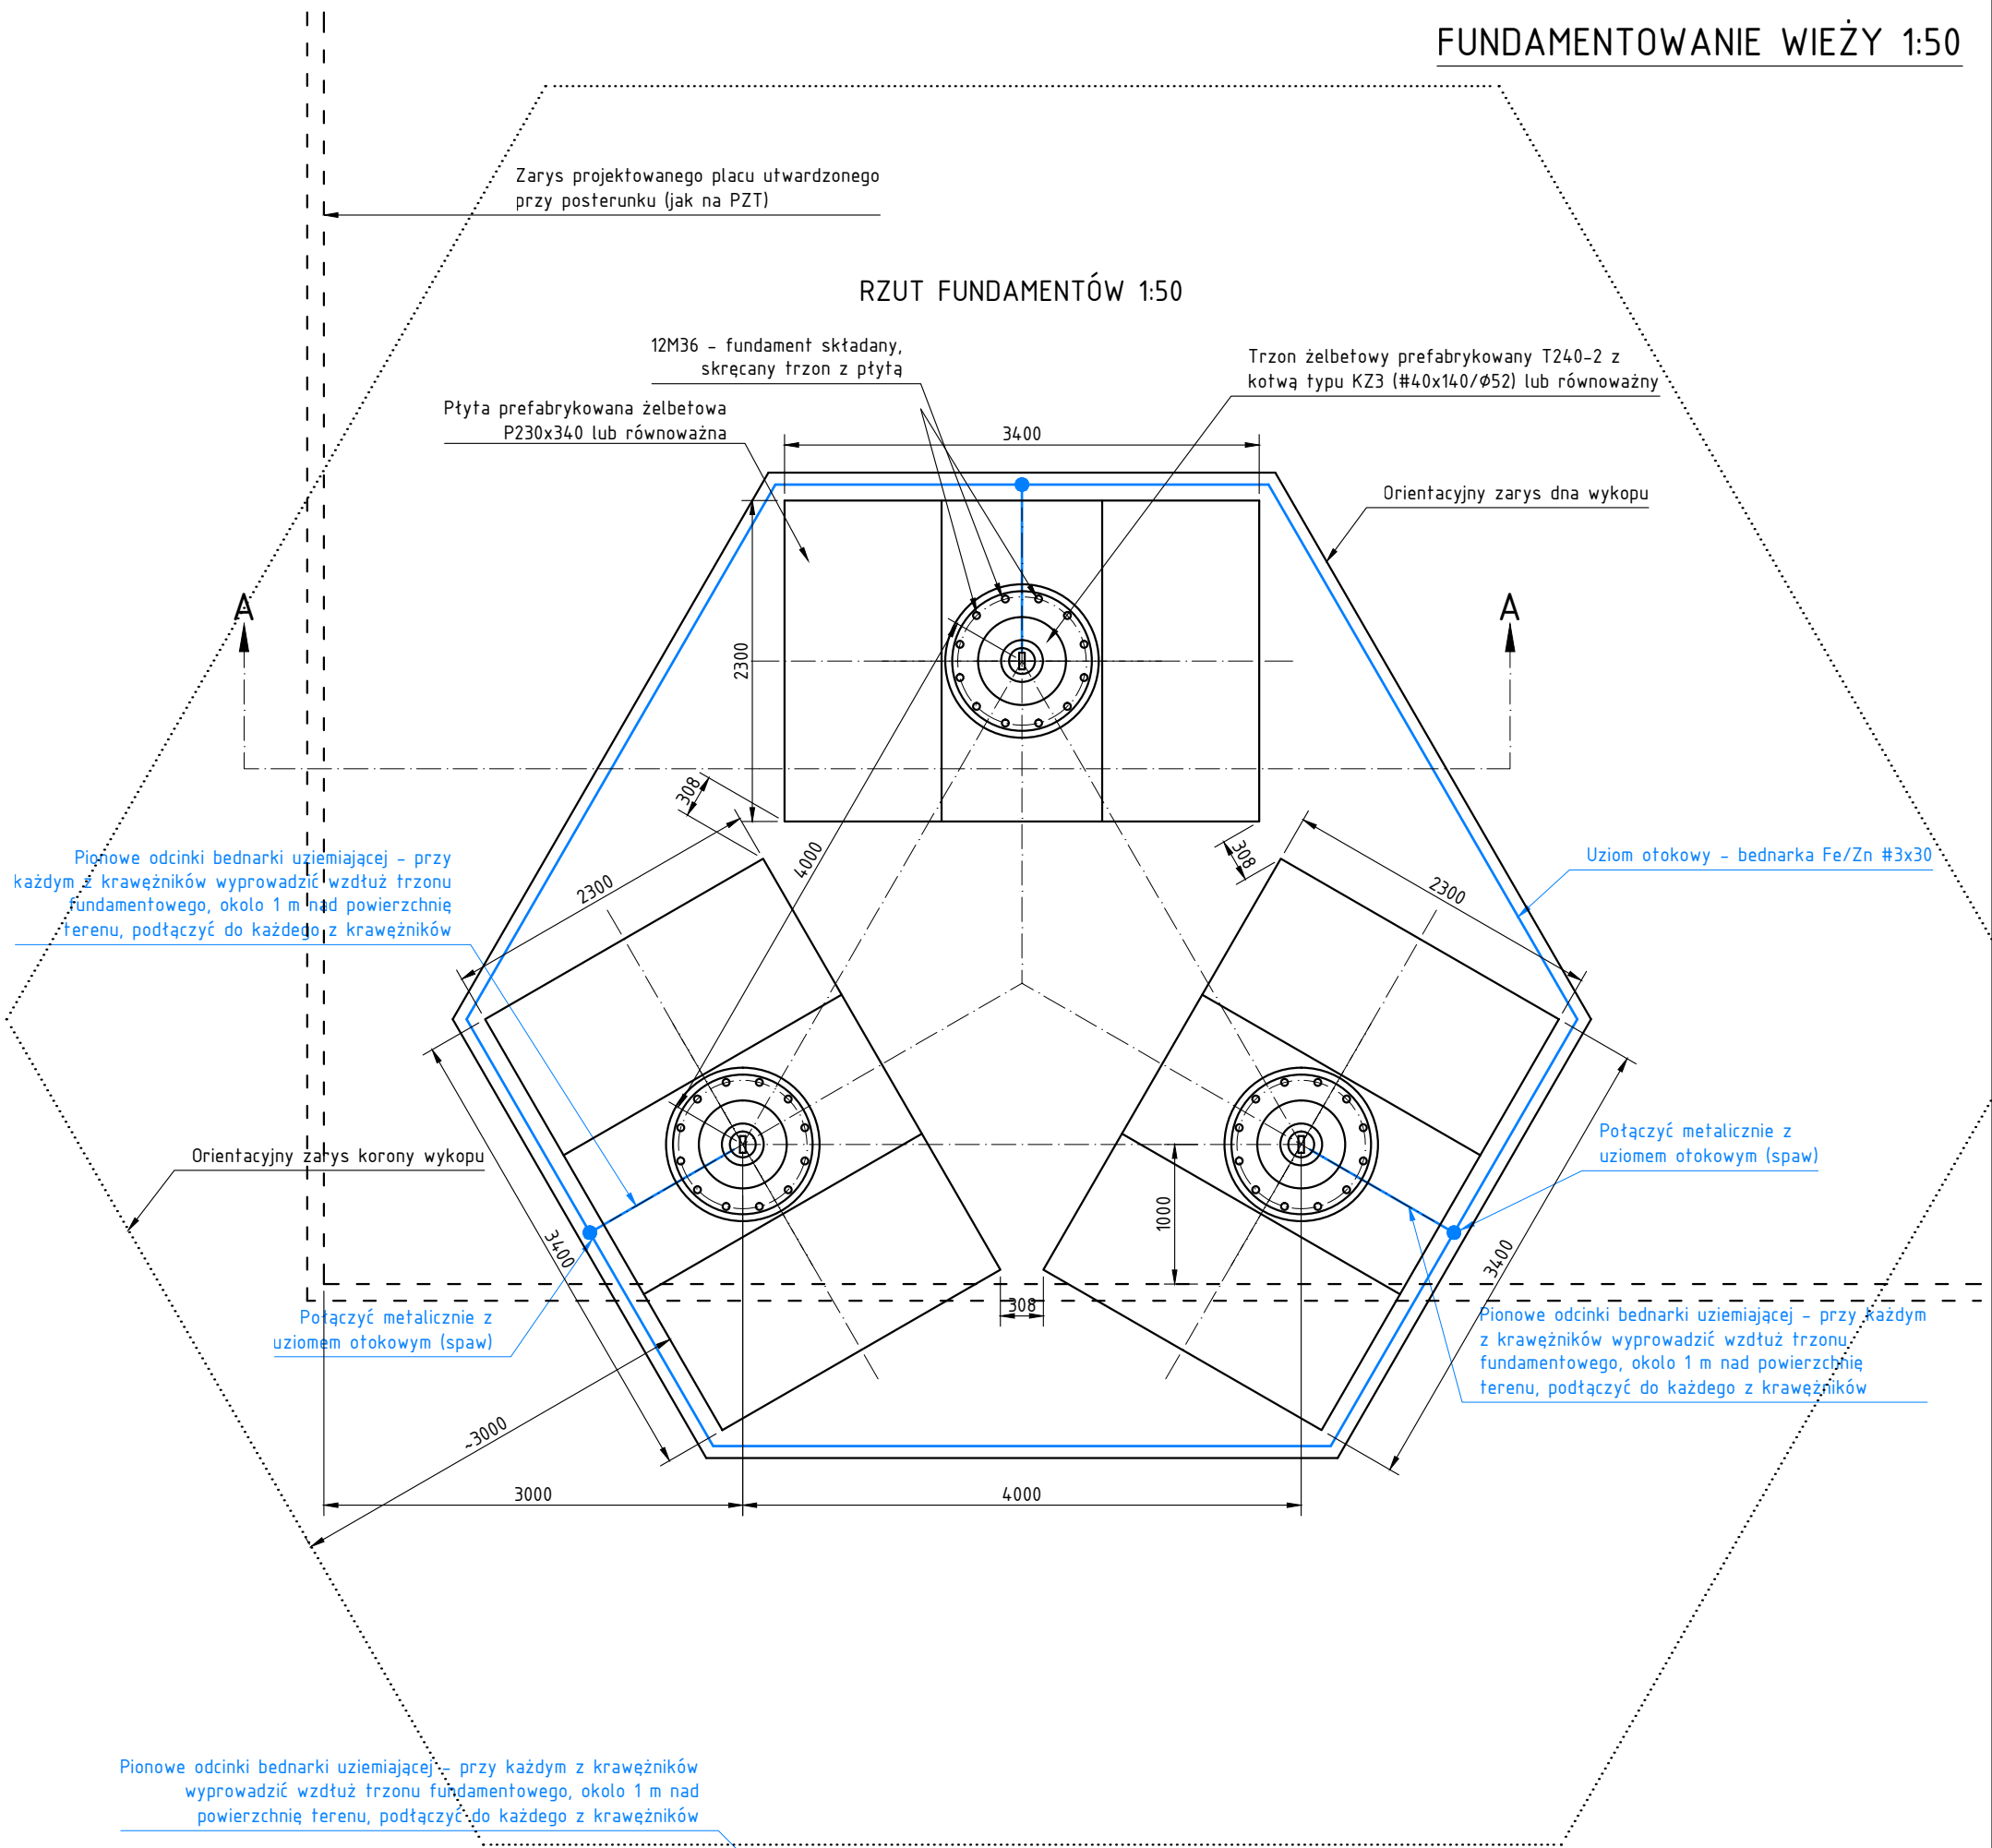 FUNDAMENTOWANIE WIEŻY 1:50
Zarys projektowanego placu utwardzonego
przy posterunku (jak na PZT)
RZUT FUNDAMENTÓW 1:50
12M36 - fundament składany,
skręcany trzon z płytą
Trzon żelbetowy prefabrykowany T240-2 z
kotwą typu KZ3 (#40x140/Ø52) lub równoważny
Płyta prefabrykowana żelbetowa
P230x340 lub równoważna
3400
Orientacyjny zarys dna wykopu
A
A
2300
308
4000
308
Pionowe odcinki bednarki uziemiającej - przy
każdym z krawężników wyprowadzić wzdłuż trzonu
fundamentowego, okolo 1 m nad powierzchnię
terenu, podłączyć do każdego z krawężników
2300
2300
Uziom otokowy - bednarka Fe/Zn #3x30
Orientacyjny zarys korony wykopu
Połączyć metalicznie z
uziomem otokowym (spaw)
1000
3400
3400
308
Połączyć metalicznie z
uziomem otokowym (spaw)
Pionowe odcinki bednarki uziemiającej - przy każdym
z krawężników wyprowadzić wzdłuż trzonu
fundamentowego, okolo 1 m nad powierzchnię
terenu, podłączyć do każdego z krawężników
~3000
3000
4000
Pionowe odcinki bednarki uziemiającej - przy każdym z krawężników
wyprowadzić wzdłuż trzonu fundamentowego, okolo 1 m nad
powierzchnię terenu, podłączyć do każdego z krawężników